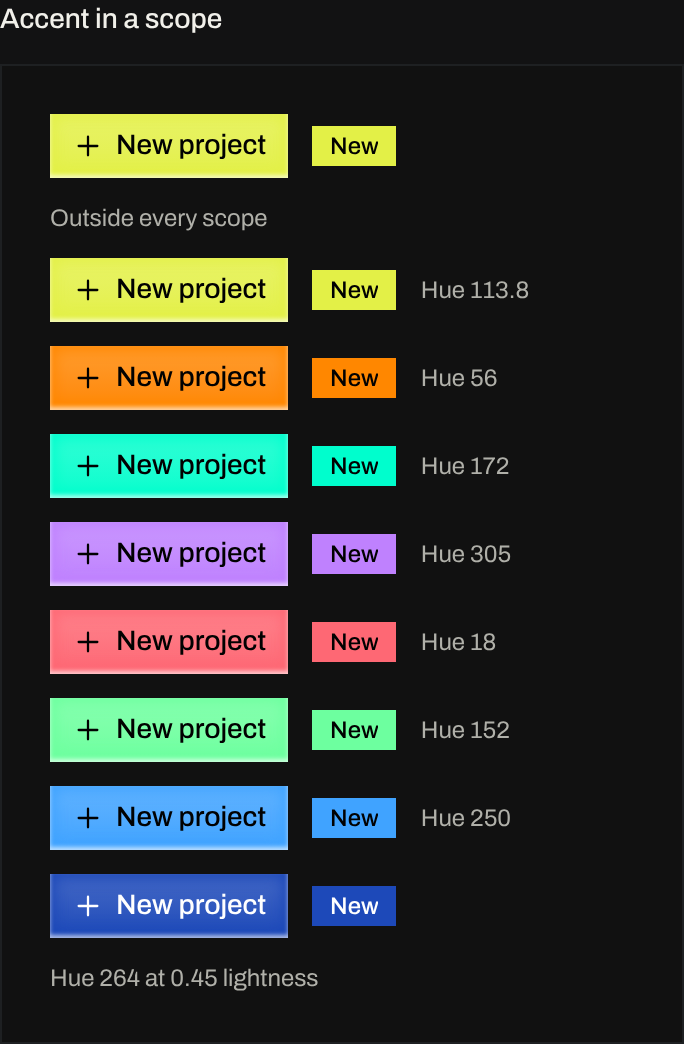 Accent in a scope
+ New project New
Outside every scope
+ New project New Hue 113.8
+ New project New Hue 56
+ New project New Hue 172
+ New project New Hue 305
+ New project New Hue 18
+ New project New Hue 152
+ New project New Hue 250
+ New project New
Hue 264 at 0.45 lightness